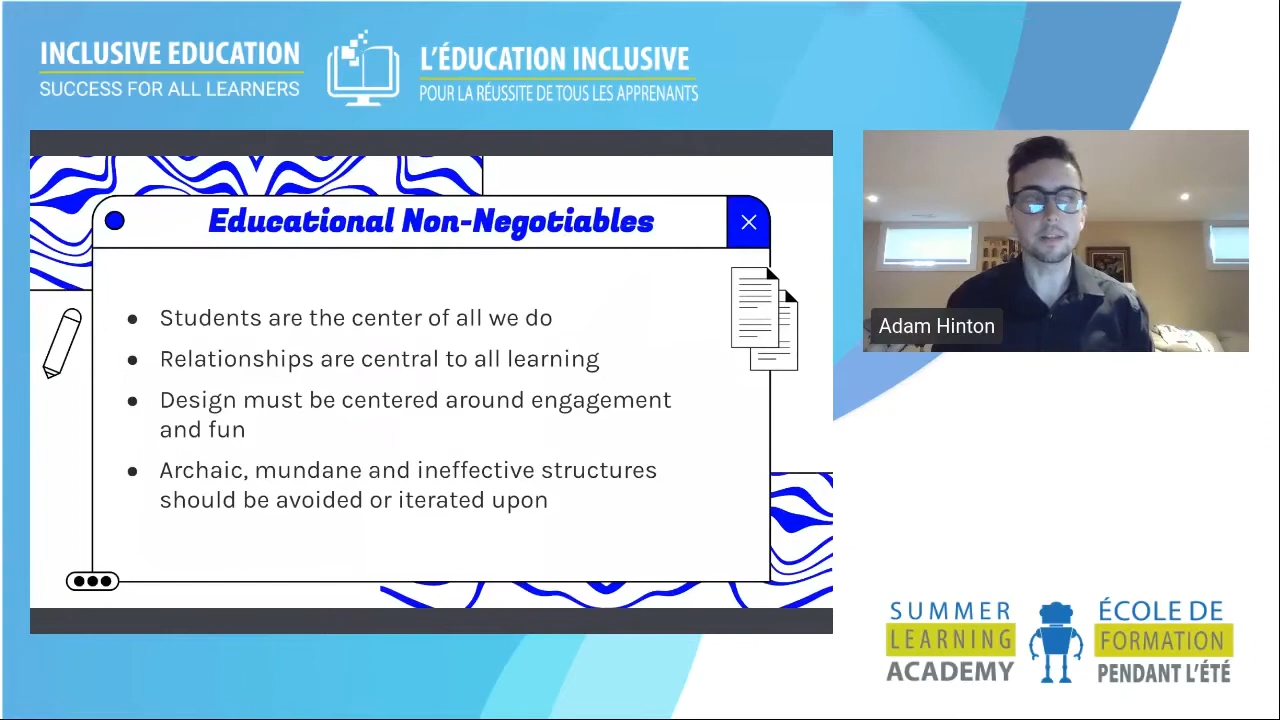 INCLUSIVE EDUCATION
SUCCESS FOR ALL LEARNERS
L'ÉDUCATION INCLUSIVE
POUR LA RÉUSSITE DE TOUS LES APPRENANTS
Educational Non-Negotiables
● Students are the center of all we do
● Relationships are central to all learning
● Design must be centered around engagement
and fun
● Archaic, mundane and ineffective structures
should be avoided or iterated upon
Adam Hinton
SUMMER
LEARNING
ACADEMY
ÉCOLE DE
FORMATION
PENDANT L'ÉTÉ